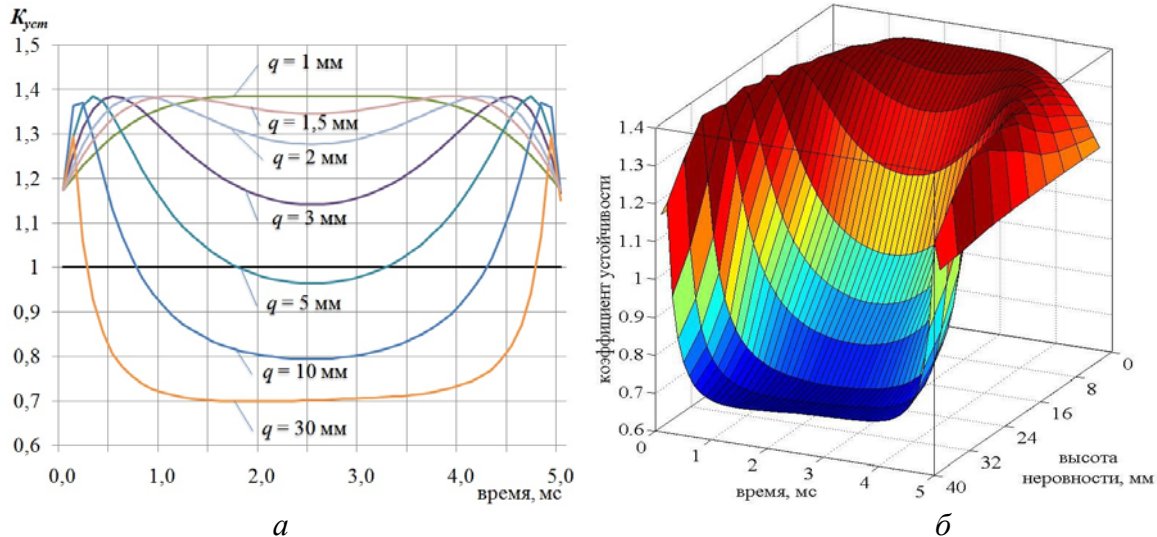 Kуст
1,5
1,4
1,3
1,2
1,1
1
0,9
0,8
0,7
0,6
0,0 1,0 2,0 3,0 4,0 5,0
время, мс
q = 1 мм
q = 1,5 мм
q = 2 мм
q = 3 мм
q = 5 мм
q = 10 мм
q = 30 мм
а
коэффициент устойчивости
1.4
1.3
1.2
1.1
1
0.9
0.8
0.7
0.6
0 1 2 3 4 5
время, мс
40 32 24 16 8 0
высота
неровности, мм
б